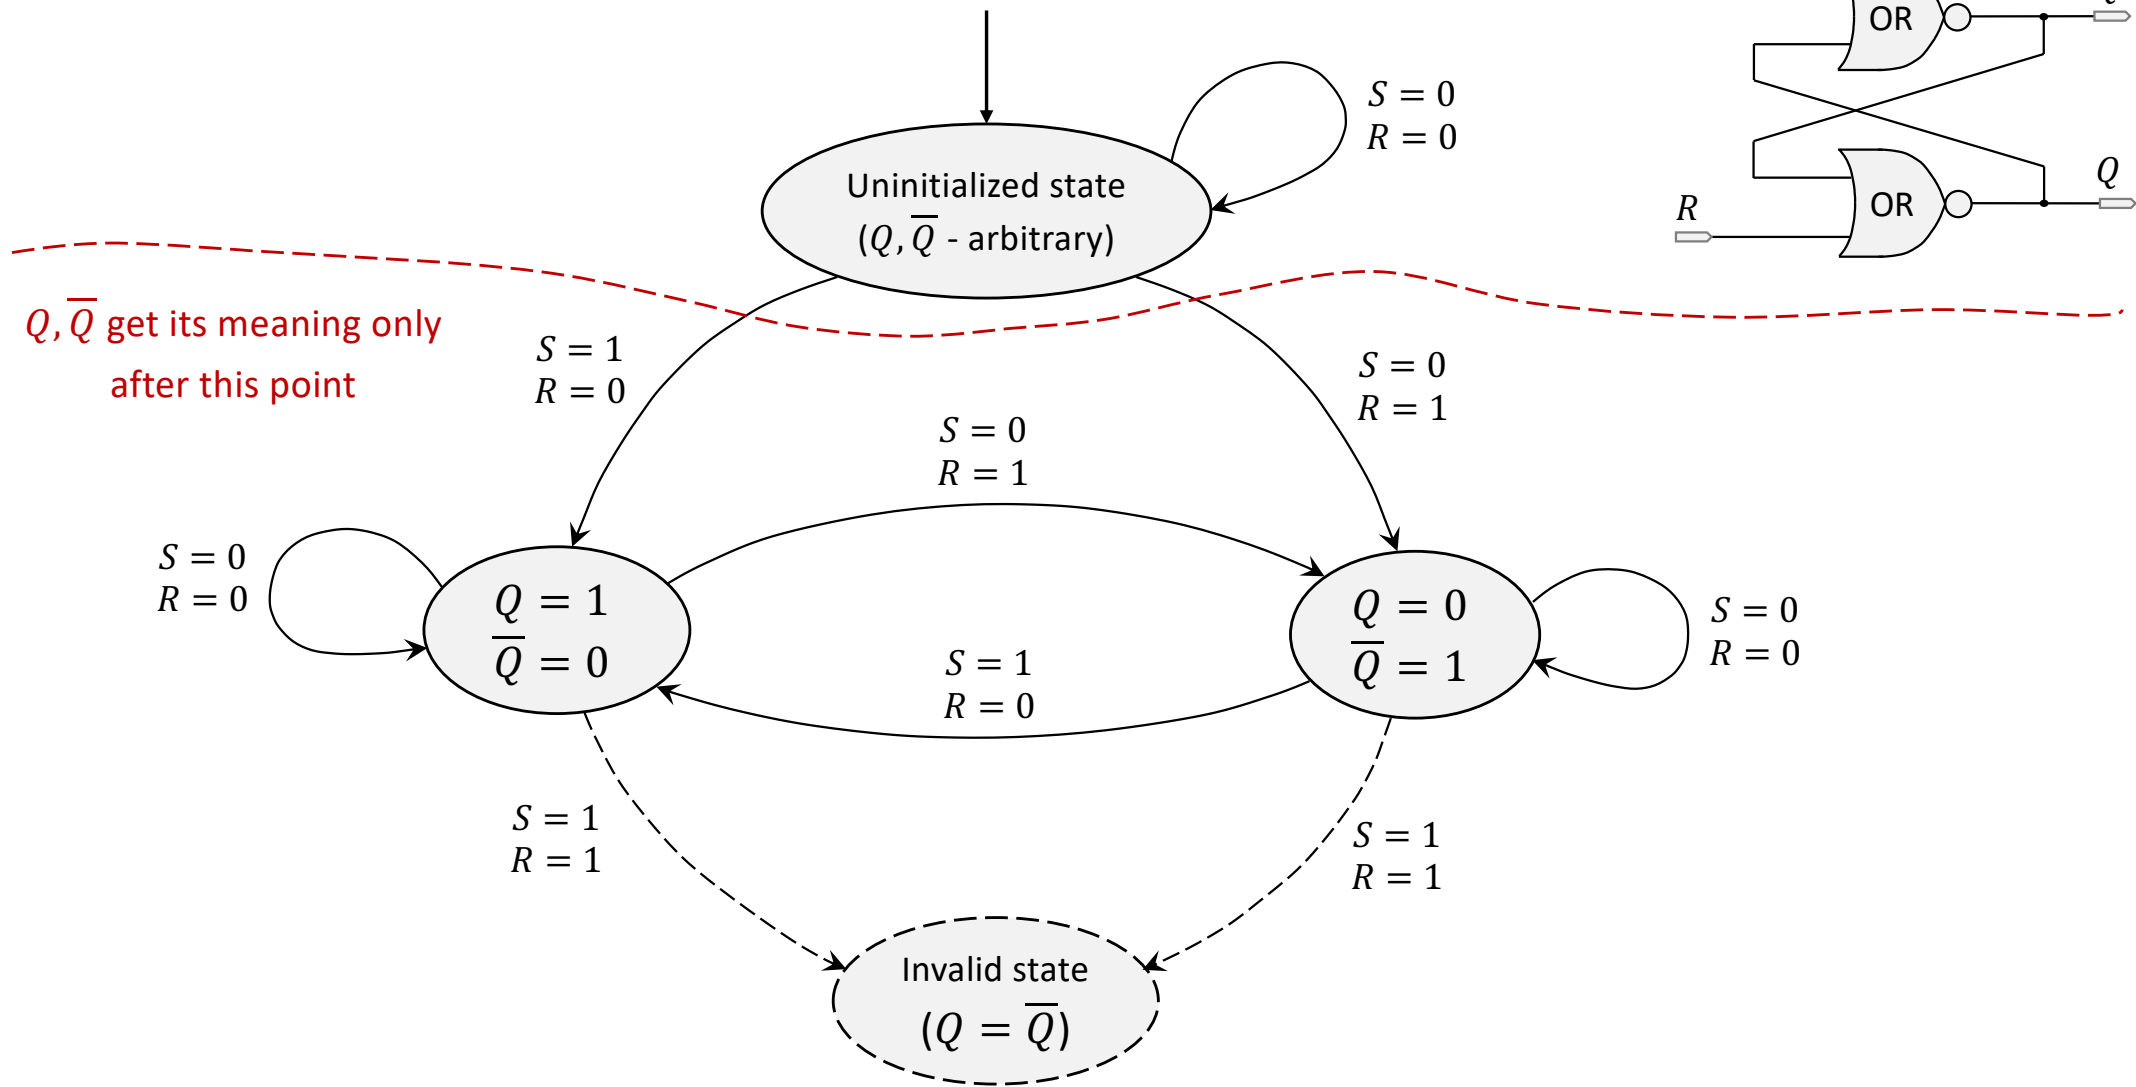 OR
S = 0
R = 0
Uninitialized state
(Q, Q̅ - arbitrary)
Q
R
OR
Q, Q̅ get its meaning only
after this point
S = 1
R = 0
S = 0
R = 1
S = 0
R = 1
S = 0
R = 0
Q = 1
Q̅ = 0
Q = 0
Q̅ = 1
S = 0
R = 0
S = 1
R = 0
S = 1
R = 1
S = 1
R = 1
Invalid state
(Q = Q̅)